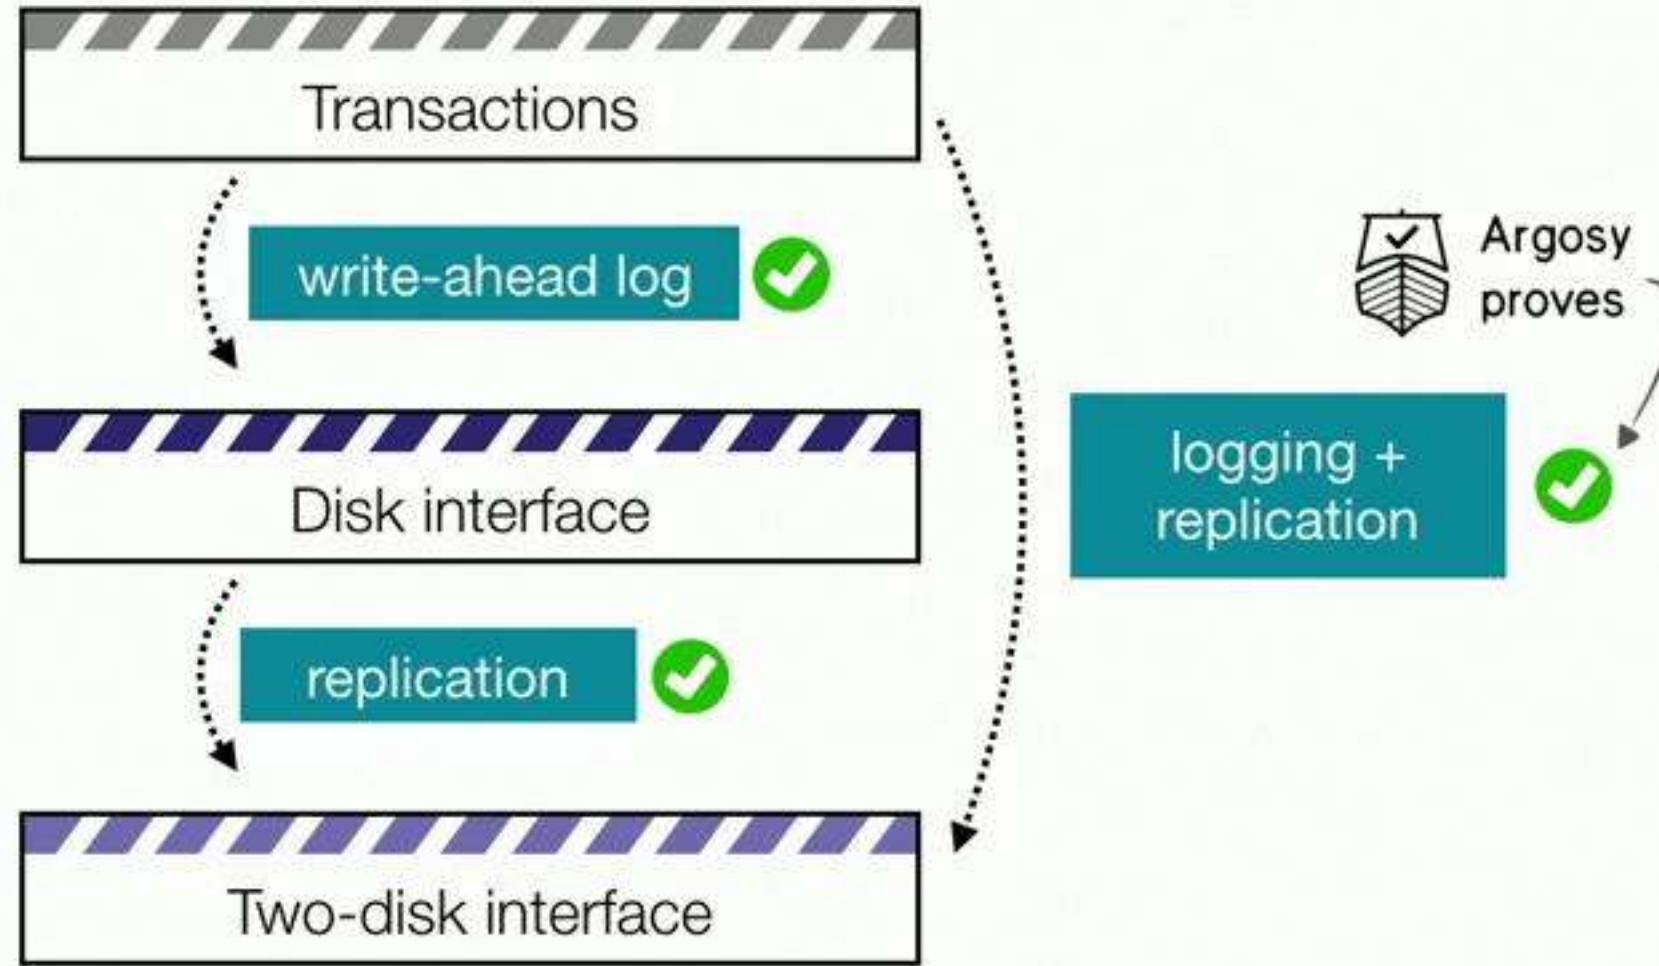 Transactions
write-ahead log
Argosy
proves
Disk interface
logging +
replication
replication
Two-disk interface